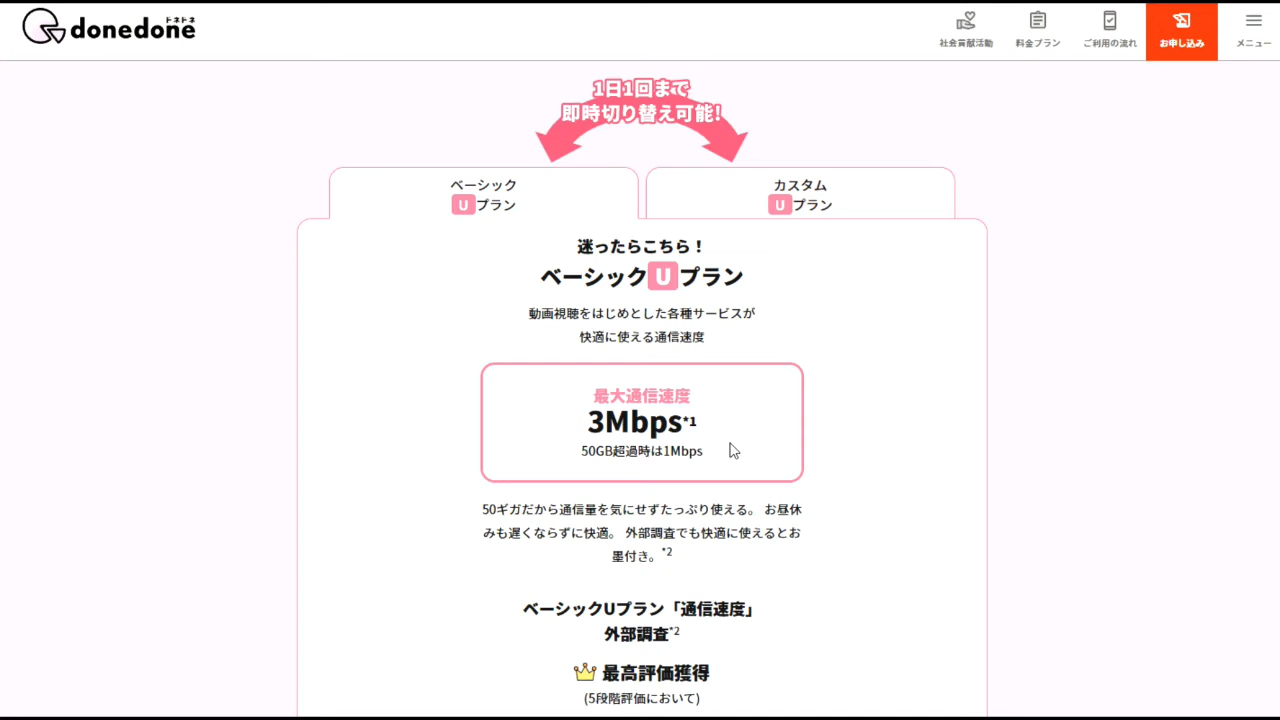 ドネドネ
donedone
社会貢献活動
料金プラン
ご利用の流れ
お申し込み
メニュー
1日1回まで
即時切り替え可能!
ベーシック
Uプラン
カスタム
Uプラン
迷ったらこちら！
ベーシックUプラン
動画視聴をはじめとした各種サービスが
快適に使える通信速度
最大通信速度
3Mbps*1
50GB超過時は1Mbps
50ギガだから通信量を気にせずたっぷり使える。 お昼休
みも遅くならずに快適。 外部調査でも快適に使えるとお
墨付き。*2
ベーシックUプラン「通信速度」
外部調査*2
最高評価獲得
(5段階評価において)